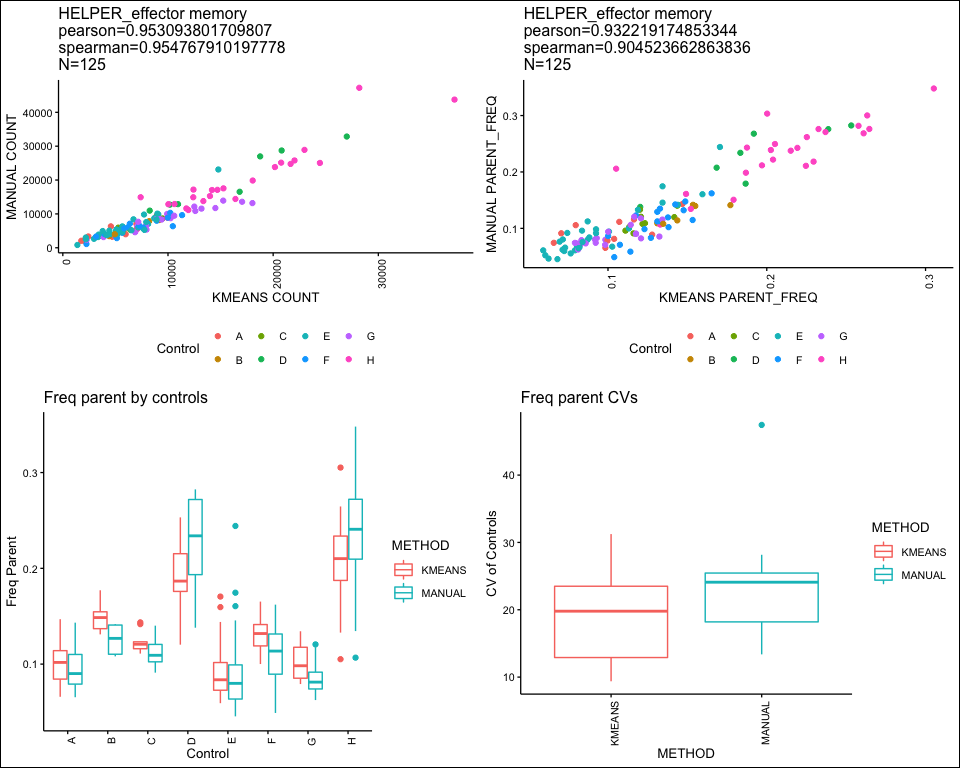 HELPER_effector memory
pearson=0.953093801709807
spearman=0.954767910197778
N=125
MANUAL COUNT
40000
30000
20000
10000
0
0
10000
20000
30000
KMEANS COUNT
Control
A
C
E
G
B
D
F
H
HELPER_effector memory
pearson=0.932219174853344
spearman=0.904523662863836
N=125
MANUAL PARENT_FREQ
0.3
0.2
0.1
0.1
0.2
0.3
KMEANS PARENT_FREQ
Control
A
C
E
G
B
D
F
H
Freq parent by controls
Freq Parent
0.3
0.2
0.1
A
B
C
D
E
F
G
H
Control
METHOD
KMEANS
MANUAL
Freq parent CVs
CV of Controls
40
30
20
10
KMEANS
MANUAL
METHOD
METHOD
KMEANS
MANUAL